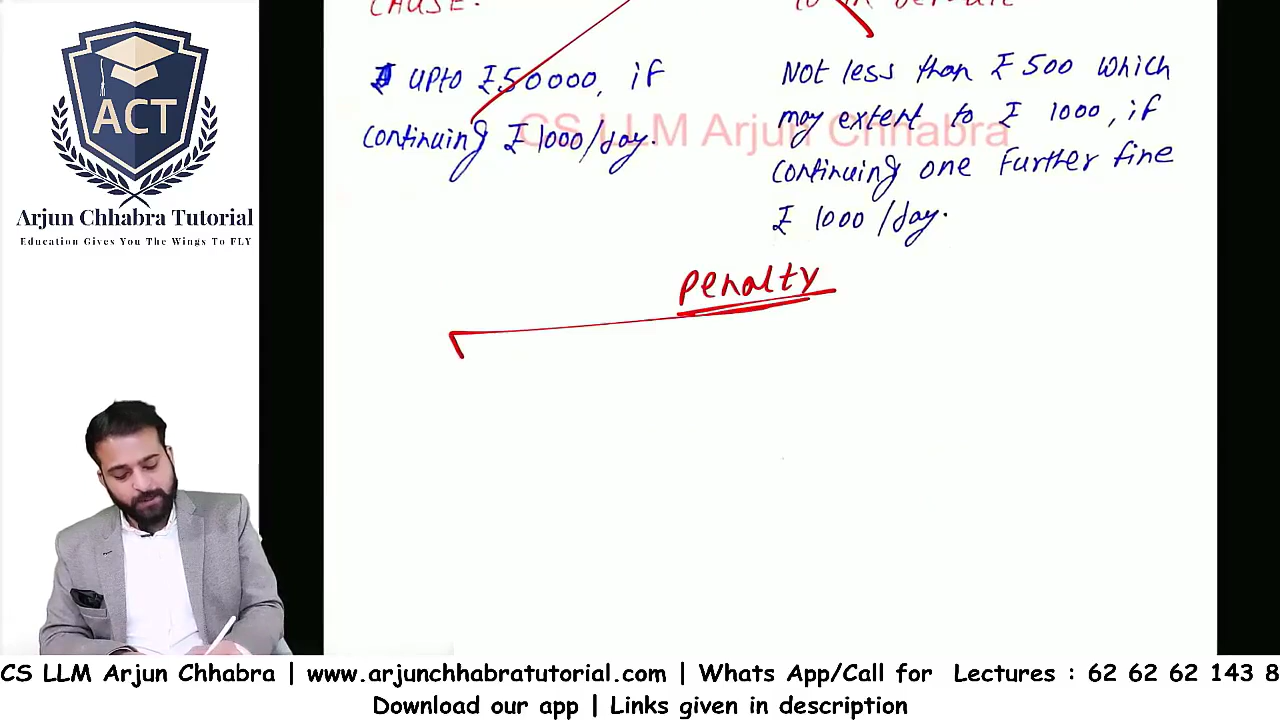 CAUSE.
ACT
Arjun Chhabra Tutorial
Education Gives You The Wings To FLY
upto ₹50000, if
continuing ₹1000/day.
Not less than ₹500 which
may extent to ₹ 1000, if
continuing one further fine
₹ 1000 /day.
CS LLM Arjun Chhabra
Penalty
CS LLM Arjun Chhabra | www.arjunchhabratutorial.com | Whats App/Call for Lectures : 62 62 62 143 8
Download our app | Links given in description